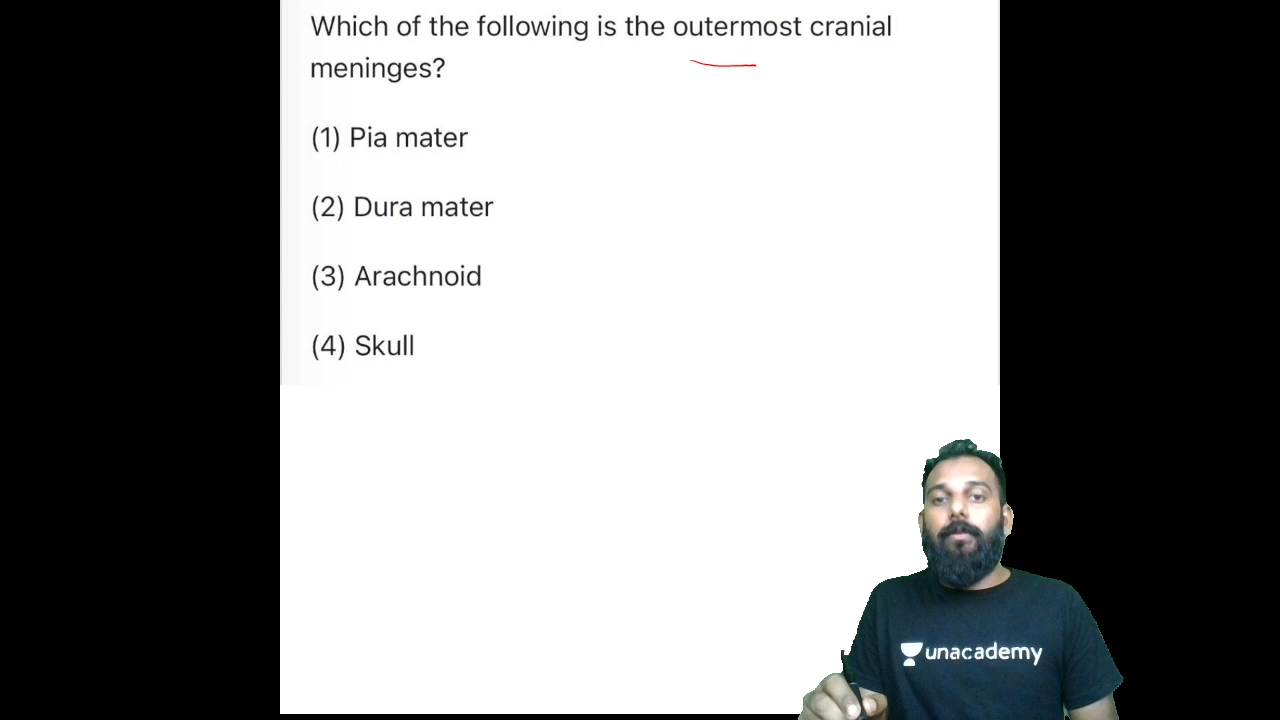 Which of the following is the outermost cranial
meninges?
(1) Pia mater
(2) Dura mater
(3) Arachnoid
(4) Skull
unacademy